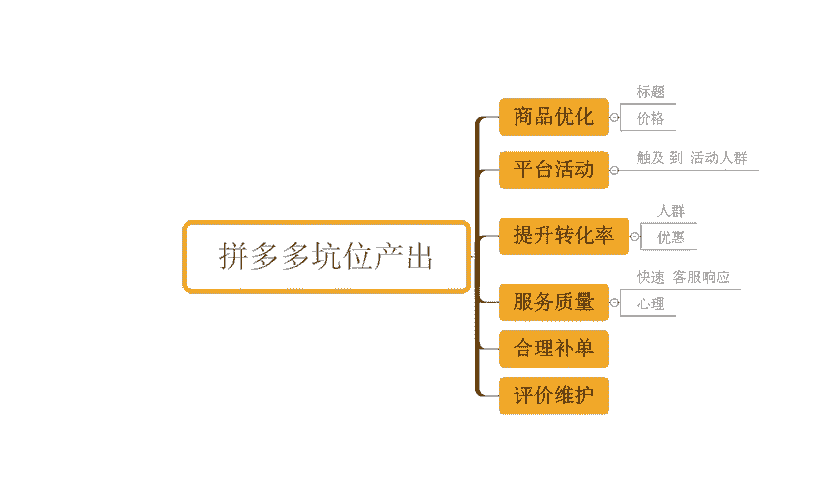 拼多多坑位产出
商品优化
标题
价格
平台活动
触及 到 活动人群
提升转化率
人群
优惠
服务质量
快速 客服响应
心理
合理补单
评价维护